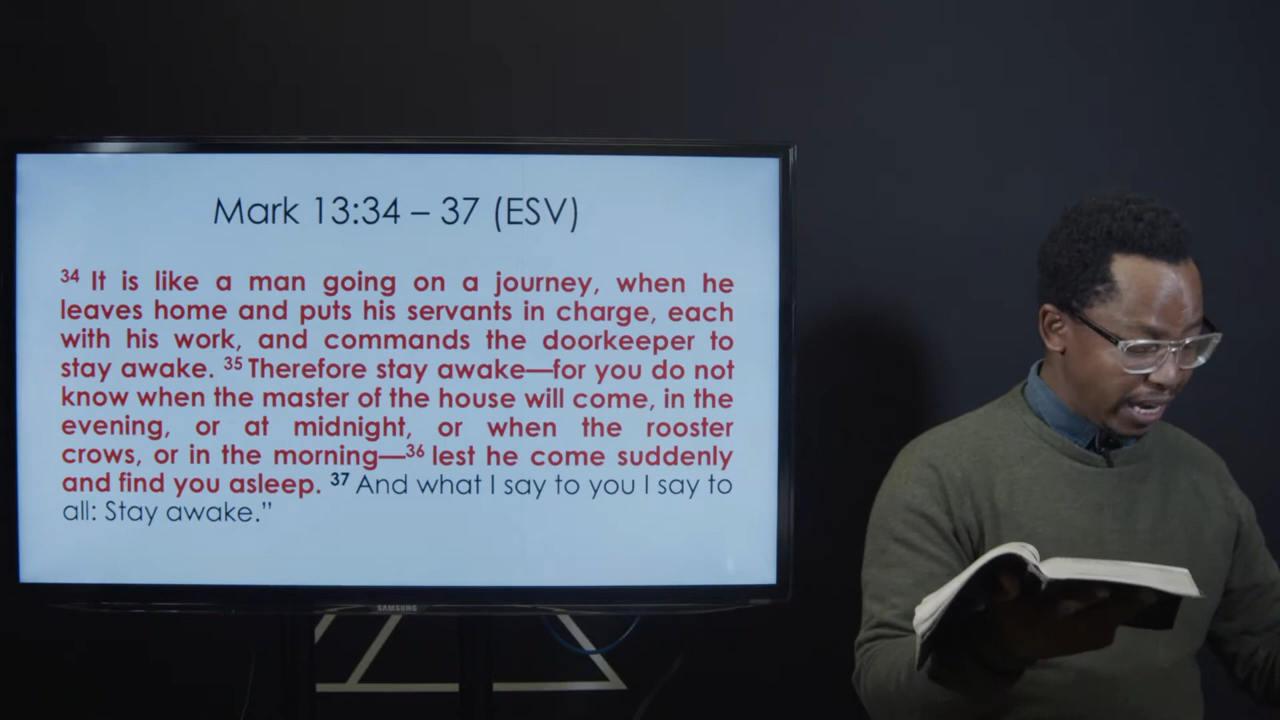 Mark 13:34 – 37 (ESV)
34 It is like a man going on a journey, when he
leaves home and puts his servants in charge, each
with his work, and commands the doorkeeper to
stay awake. 35 Therefore stay awake—for you do not
know when the master of the house will come, in the
evening, or at midnight, or when the rooster
crows, or in the morning—36 lest he come suddenly
and find you asleep. 37 And what I say to you I say to
all: Stay awake.”
SAMSUNG